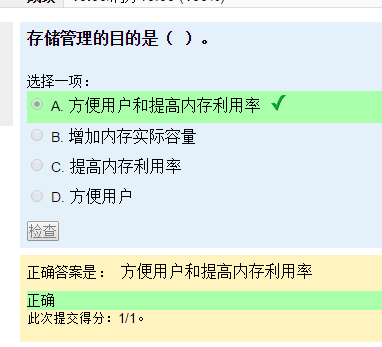 存储管理的目的是（ ）。
选择一项：
A. 方便用户和提高内存利用率
B. 增加内存实际容量
C. 提高内存利用率
D. 方便用户
检查
正确答案是： 方便用户和提高内存利用率
正确
此次提交得分：1/1。